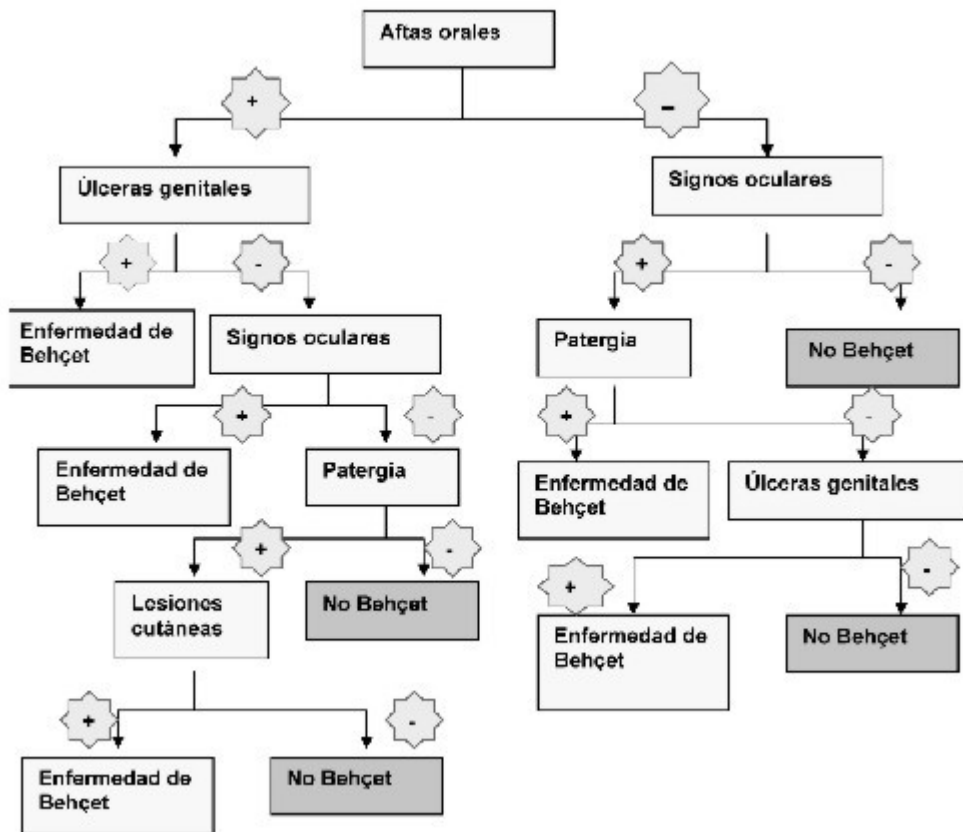 Aftas orales
+
–
Úlceras genitales
Signos oculares
+
-
+
-
Enfermedad de
Behçet
Signos oculares
Patergia
No Behçet
+
-
+
-
Enfermedad de
Behçet
Patergia
Enfermedad de
Behçet
Úlceras genitales
+
-
+
-
Lesiones
cutáneas
No Behçet
Enfermedad de
Behçet
No Behçet
+
-
Enfermedad de
Behçet
No Behçet